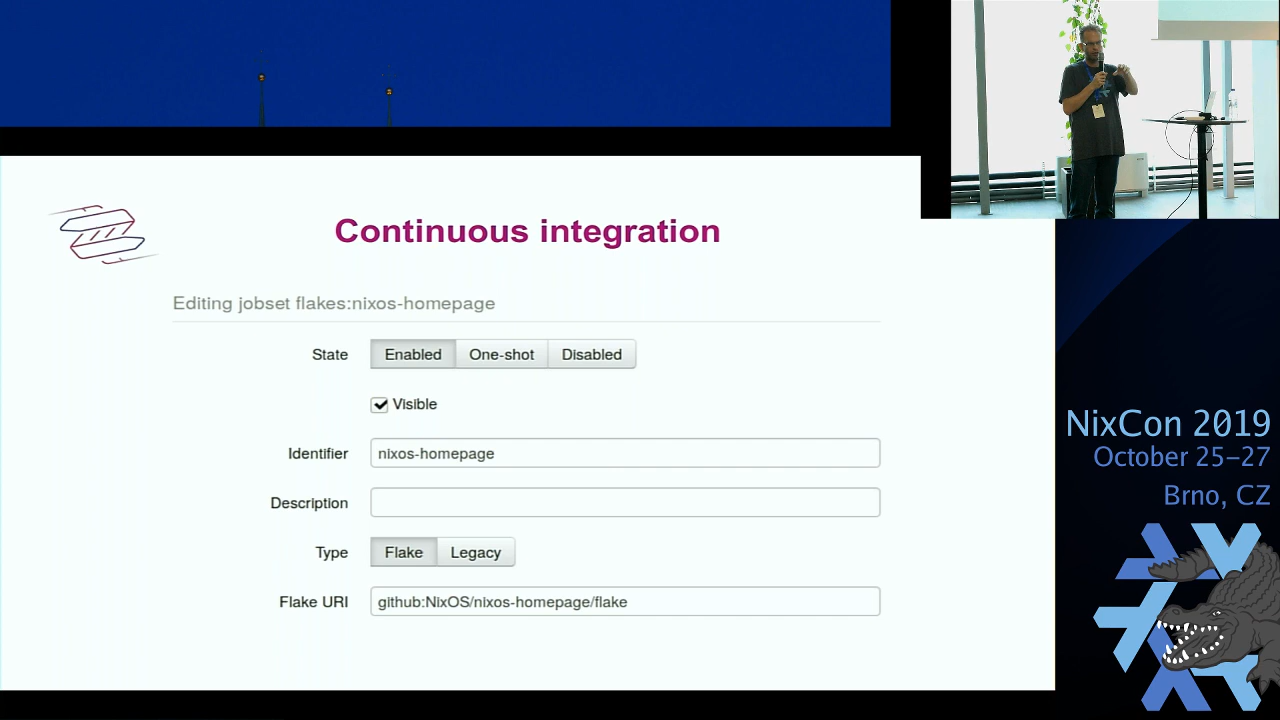 Continuous integration
Editing jobset flakes:nixos-homepage
State Enabled One-shot Disabled
Visible
Identifier nixos-homepage
Description
Type Flake Legacy
Flake URI github:NixOS/nixos-homepage/flake
NixCon 2019
October 25–27
Brno, CZ